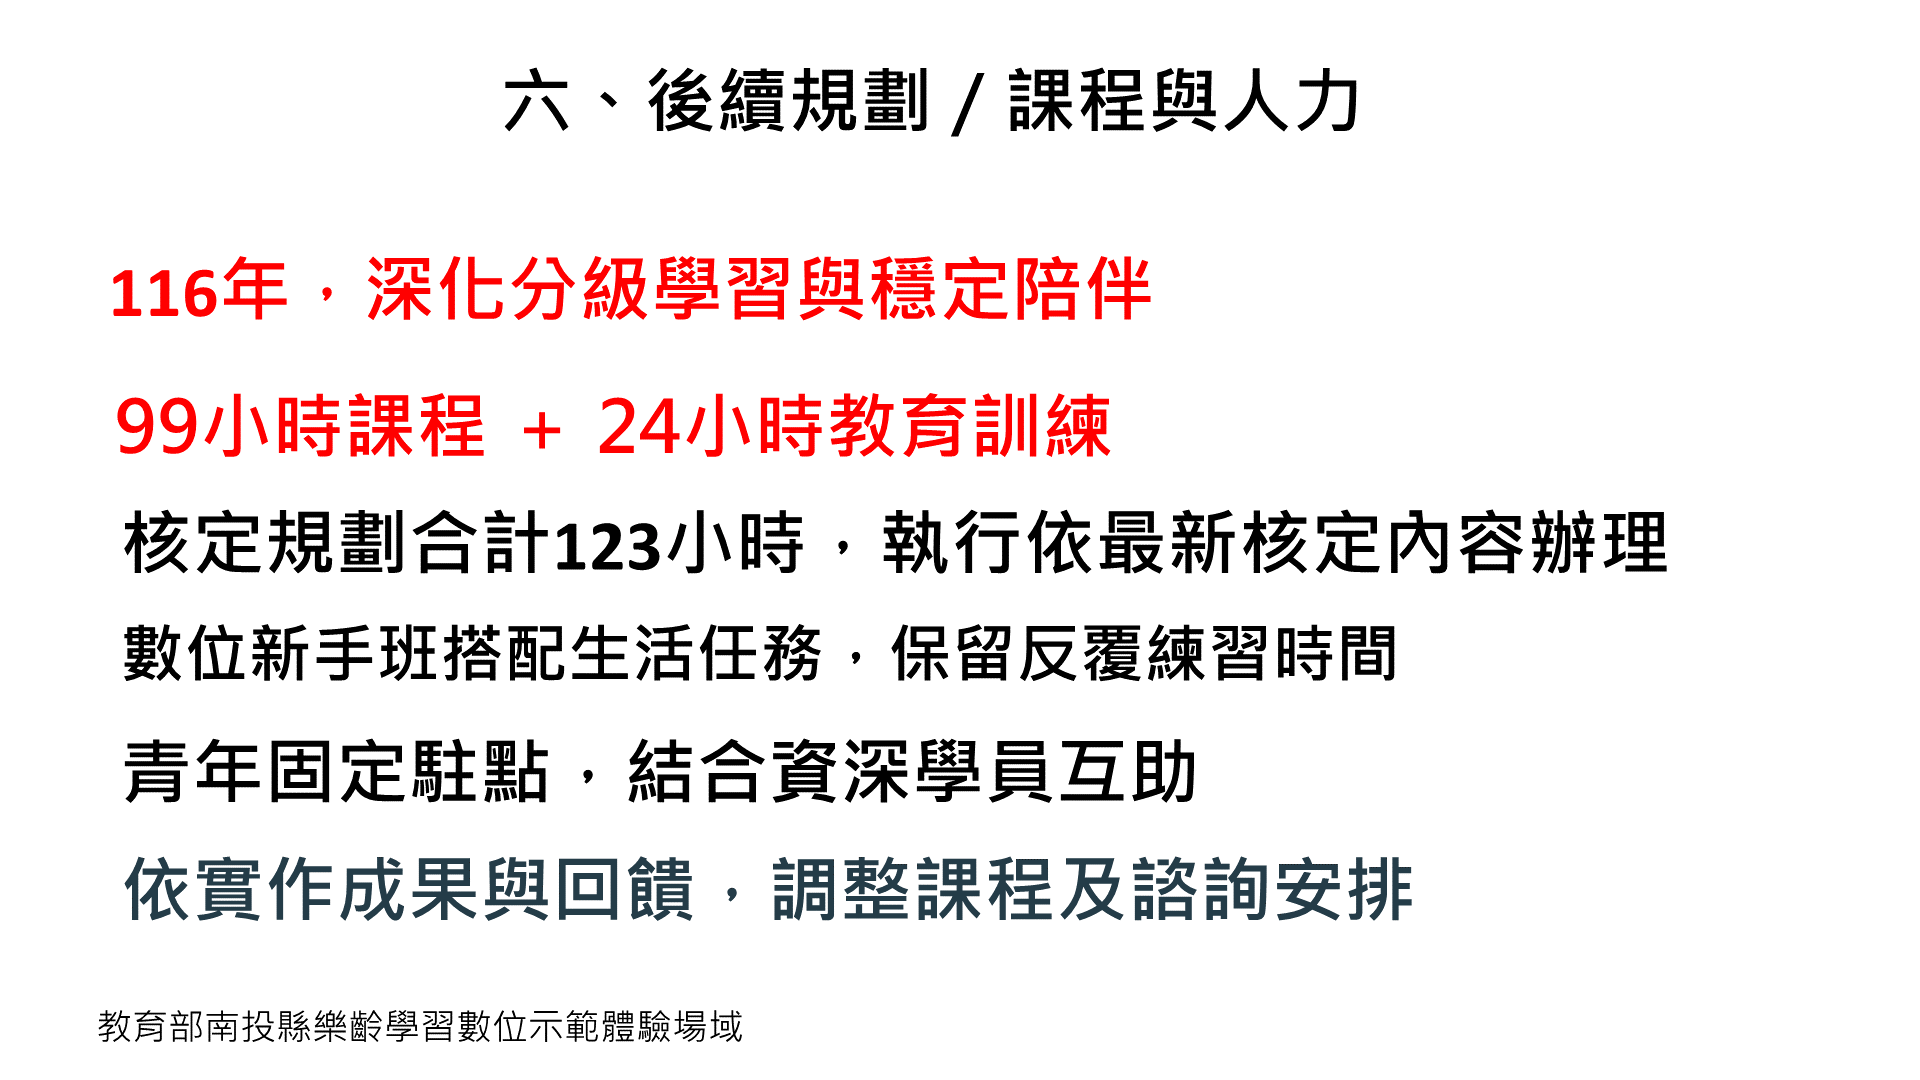 六、後續規劃 / 課程與人力
116年，深化分級學習與穩定陪伴
99小時課程 + 24小時教育訓練
核定規劃合計123小時，執行依最新核定內容辦理
數位新手班搭配生活任務，保留反覆練習時間
青年固定駐點，結合資深學員互助
依實作成果與回饋，調整課程及諮詢安排
教育部南投縣樂齡學習數位示範體驗場域